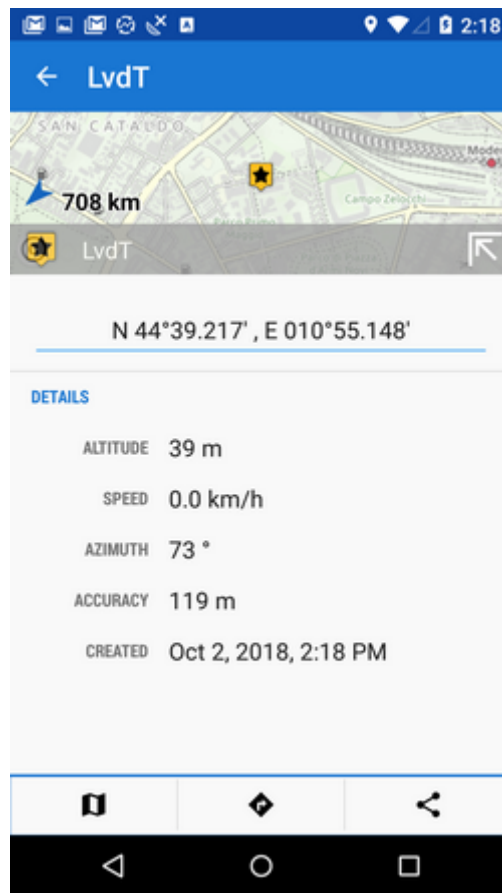 2:18
LvdT
SAN CATALDO
Mode
708 km
Campo Zelocchi
LvdT
N 44°39.217' , E 010°55.148'
DETAILS
ALTITUDE 39 m
SPEED 0.0 km/h
AZIMUTH 73 °
ACCURACY 119 m
CREATED Oct 2, 2018, 2:18 PM